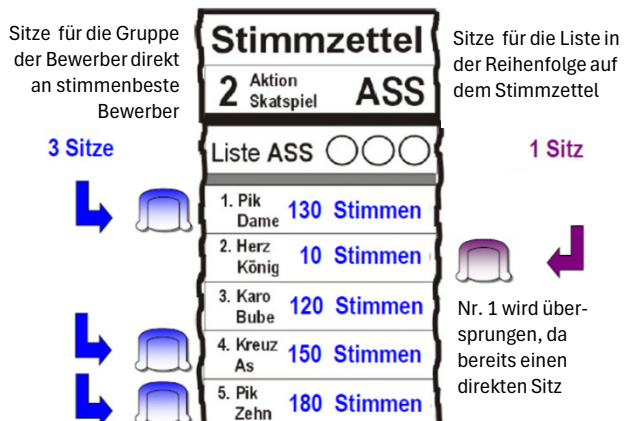 Sitze für die Gruppe
der Bewerber direkt
an stimmenbeste
Bewerber
3 Sitze
Stimmzettel
2 Aktion
Skatspiel ASS
Liste ASS
1. Pik
Dame 130 Stimmen
2. Herz
König 10 Stimmen
3. Karo
Bube 120 Stimmen
4. Kreuz
As 150 Stimmen
5. Pik
Zehn 180 Stimmen
Sitze für die Liste in
der Reihenfolge auf
dem Stimmzettel
1 Sitz
Nr. 1 wird über-
sprungen, da
bereits einen
direkten Sitz